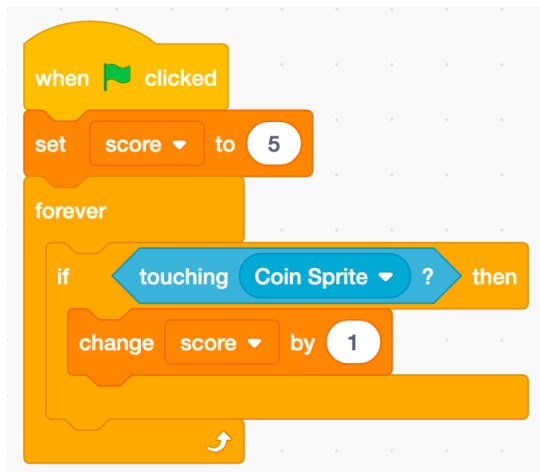 when clicked
set score to 5
forever
if touching Coin Sprite ? then
change score by 1